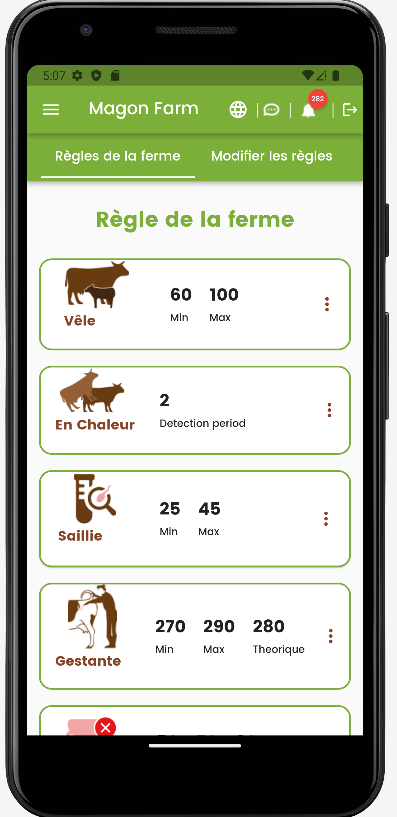 5:07
Magon Farm
282
Règles de la ferme
Modifier les règles
Règle de la ferme
60 100
Min Max
Vêle
2
Detection period
En Chaleur
25 45
Min Max
Saillie
270 290 280
Min Max Theorique
Gestante